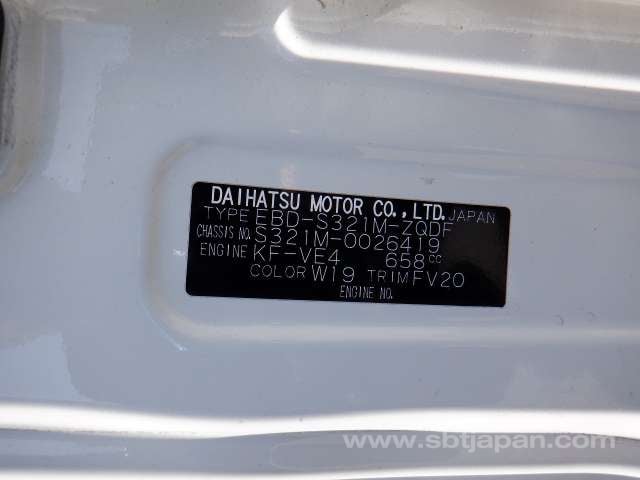 DAIHATSU MOTOR CO., LTD. JAPAN
TYPE EBD-S321M-ZQDF
CHASSIS NO. S321M-0026419
ENGINE KF-VE4 658CC
COLOR W19 TRIM FV20
ENGINE NO.
www.sbtjapan.com